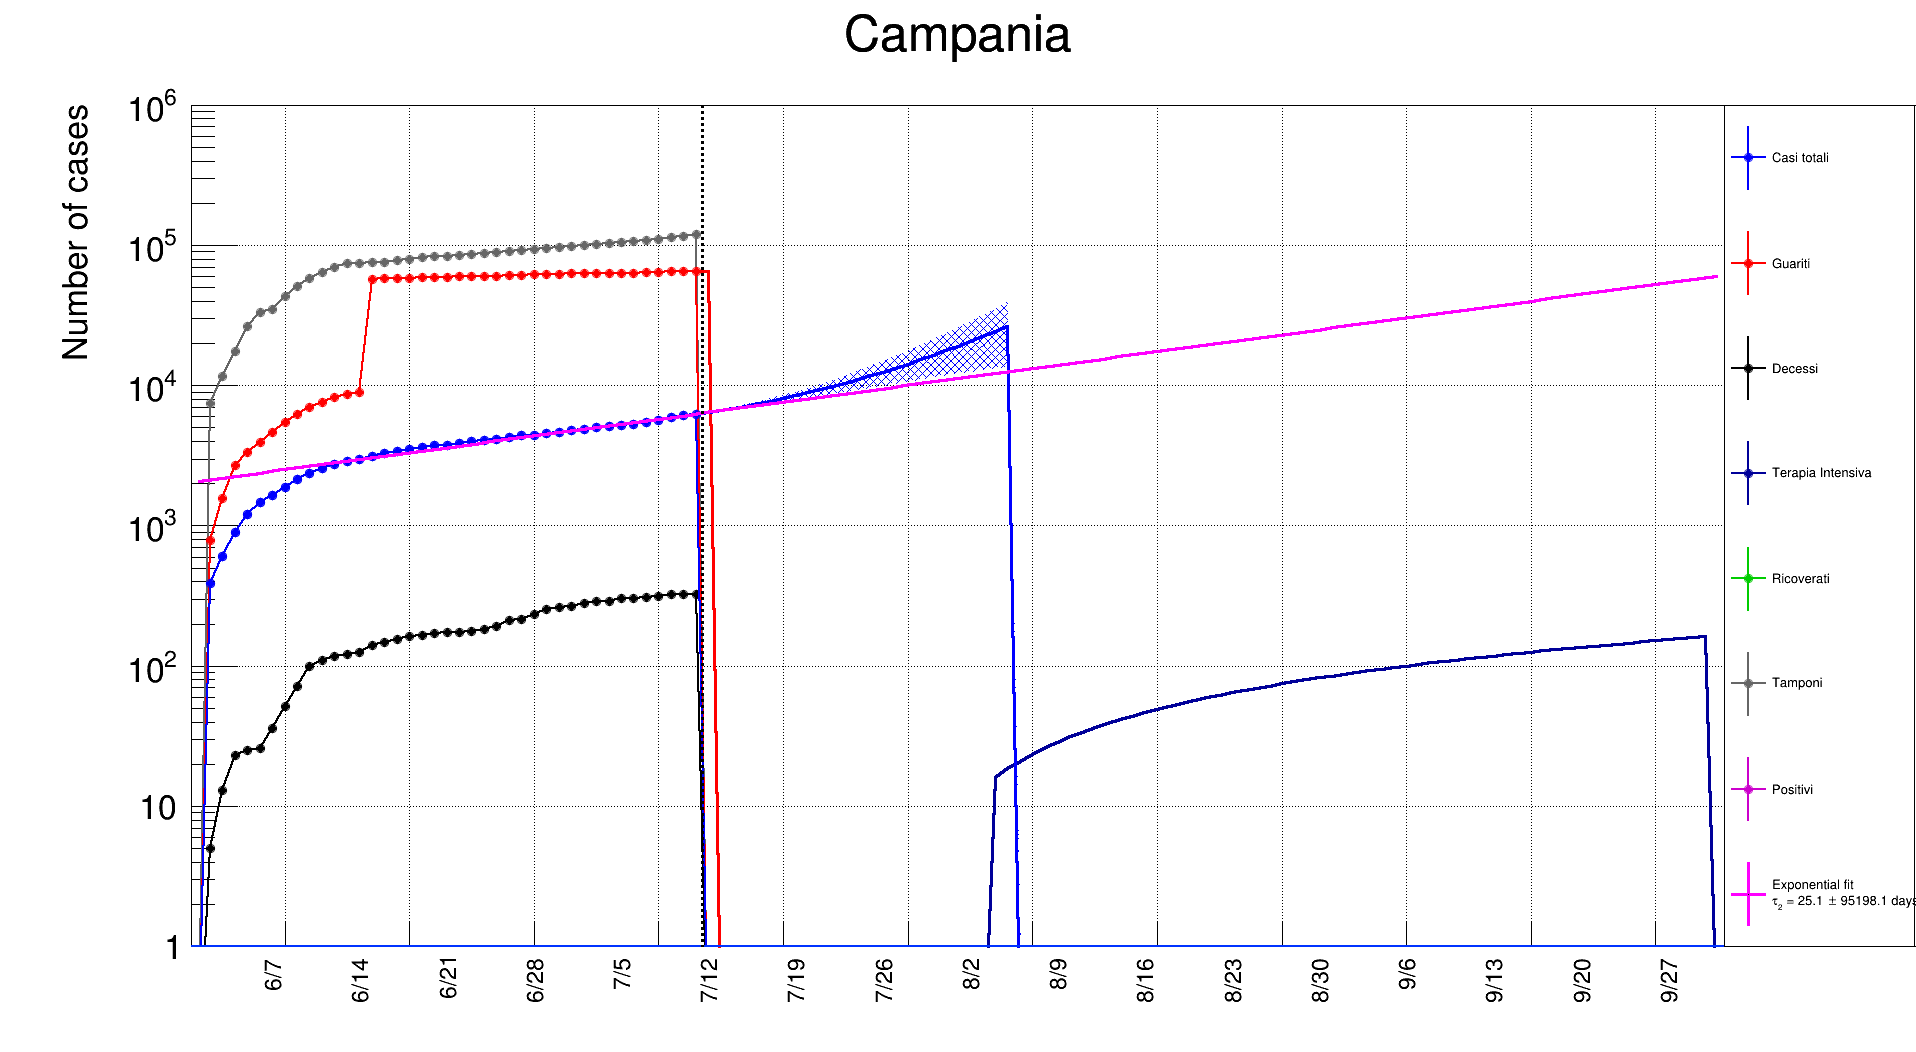 Campania
Number of cases
10^6
10^5
10^4
10^3
10^2
10
1
6/7
6/14
6/21
6/28
7/5
7/12
7/19
7/26
8/2
8/9
8/16
8/23
8/30
9/6
9/13
9/20
9/27
Casi totali
Guariti
Decessi
Terapia Intensiva
Ricoverati
Tamponi
Positivi
Exponential fit
τ₂ = 25.1 ± 95198.1 days